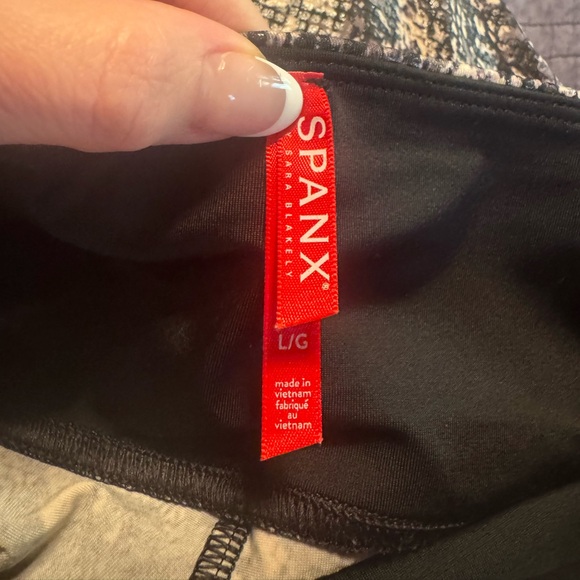 SPANX®
BY SARA BLAKELY
L/G
made in
vietnam
fabriqué
au
vietnam